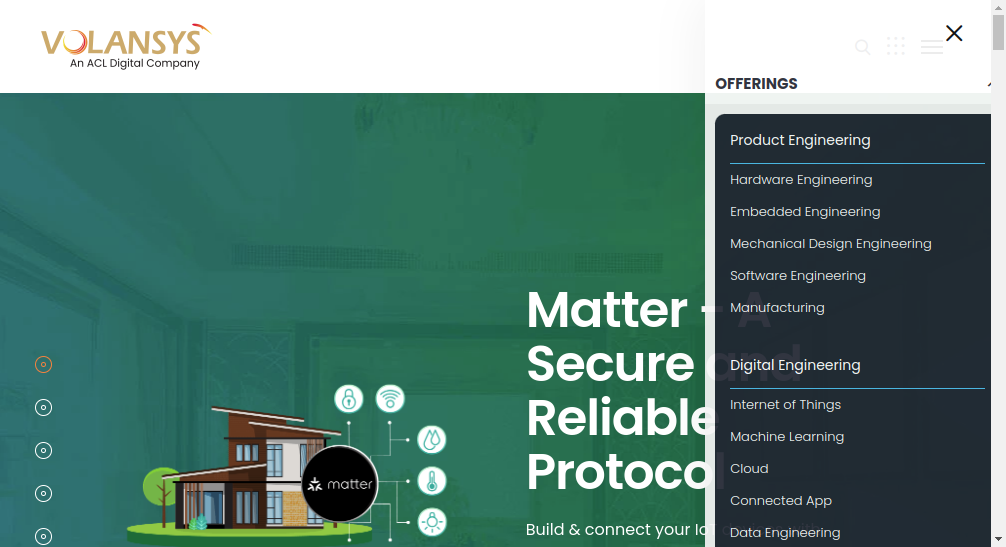 VOLANSYS
An ACL Digital Company
OFFERINGS
Product Engineering
Hardware Engineering
Embedded Engineering
Mechanical Design Engineering
Software Engineering
Manufacturing
Digital Engineering
Internet of Things
Machine Learning
Cloud
Connected App
Data Engineering
Matter - A
Secure and
Reliable
Protocol
Build & connect your IoT
matter